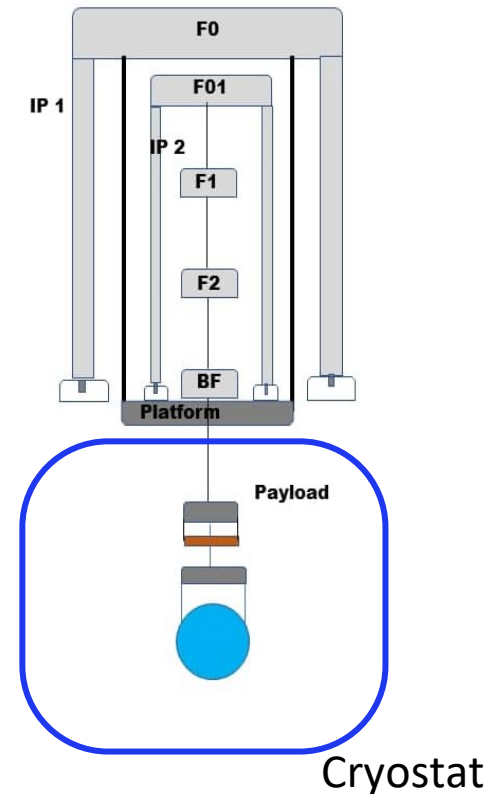 F0
F01
IP 1
IP 2
F1
F2
BF
Platform
Payload
Cryostat